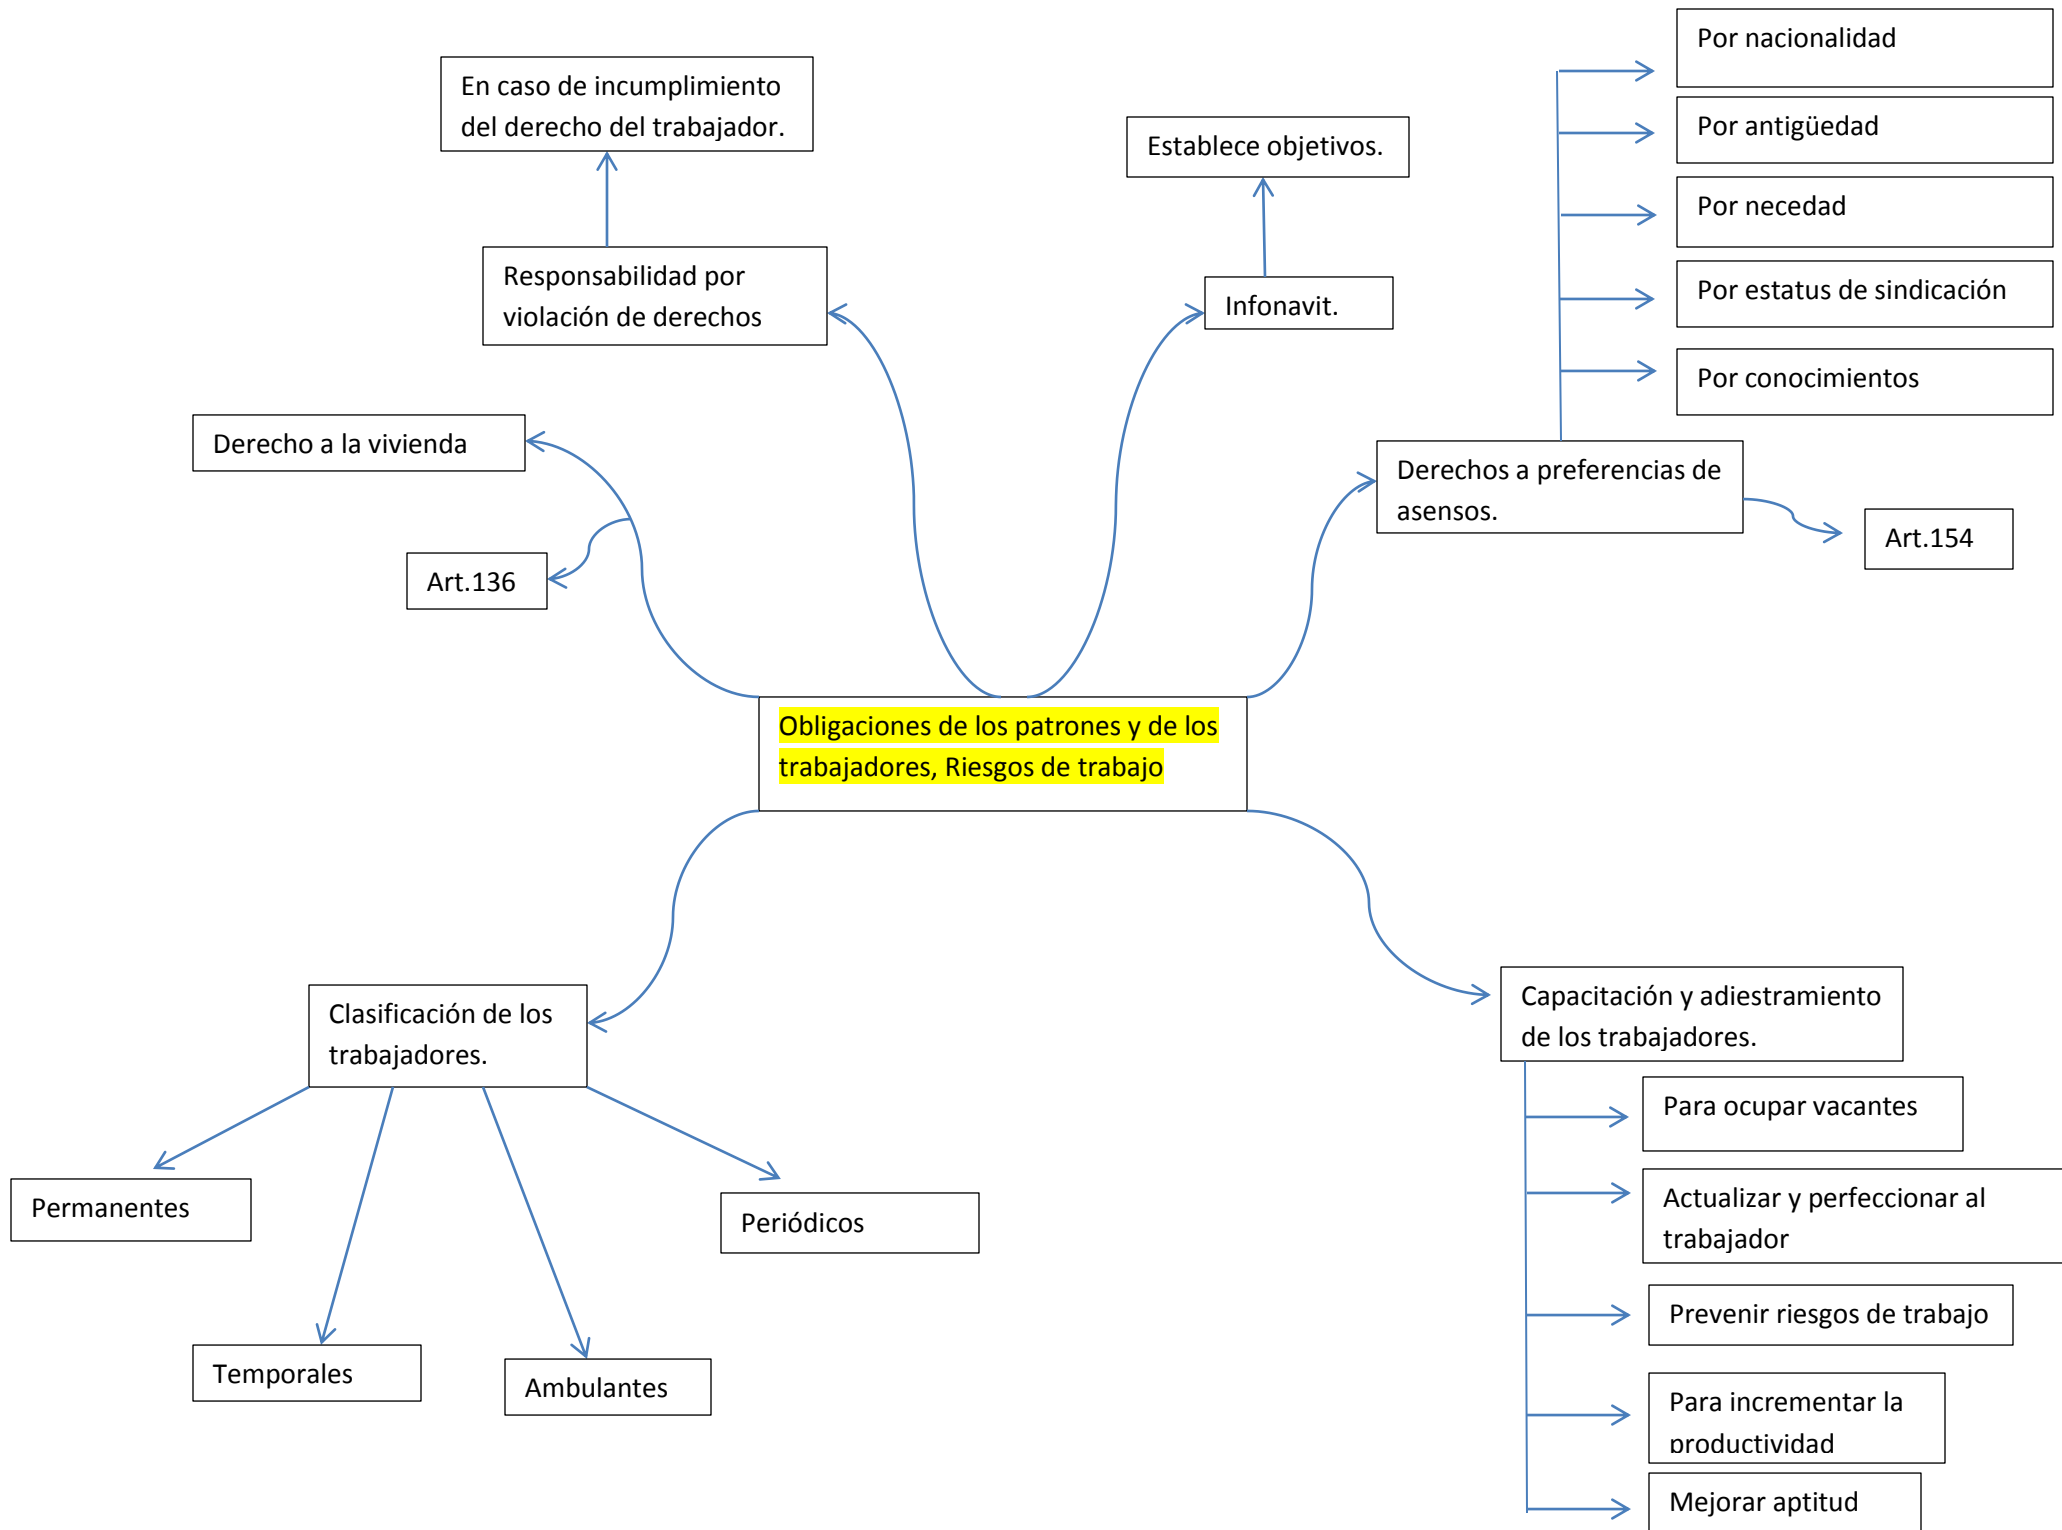 Por nacionalidad
En caso de incumplimiento
del derecho del trabajador.
Establece objetivos.
Por antigüedad
Por necedad
Responsabilidad por
violación de derechos
Infonavit.
Por estatus de sindicación
Por conocimientos
Derecho a la vivienda
Derechos a preferencias de
asensos.
Art.136
Art.154
Obligaciones de los patrones y de los
trabajadores, Riesgos de trabajo
Clasificación de los
trabajadores.
Capacitación y adiestramiento
de los trabajadores.
Para ocupar vacantes
Permanentes
Periódicos
Actualizar y perfeccionar al
trabajador
Prevenir riesgos de trabajo
Temporales
Ambulantes
Para incrementar la
productividad
Mejorar aptitud